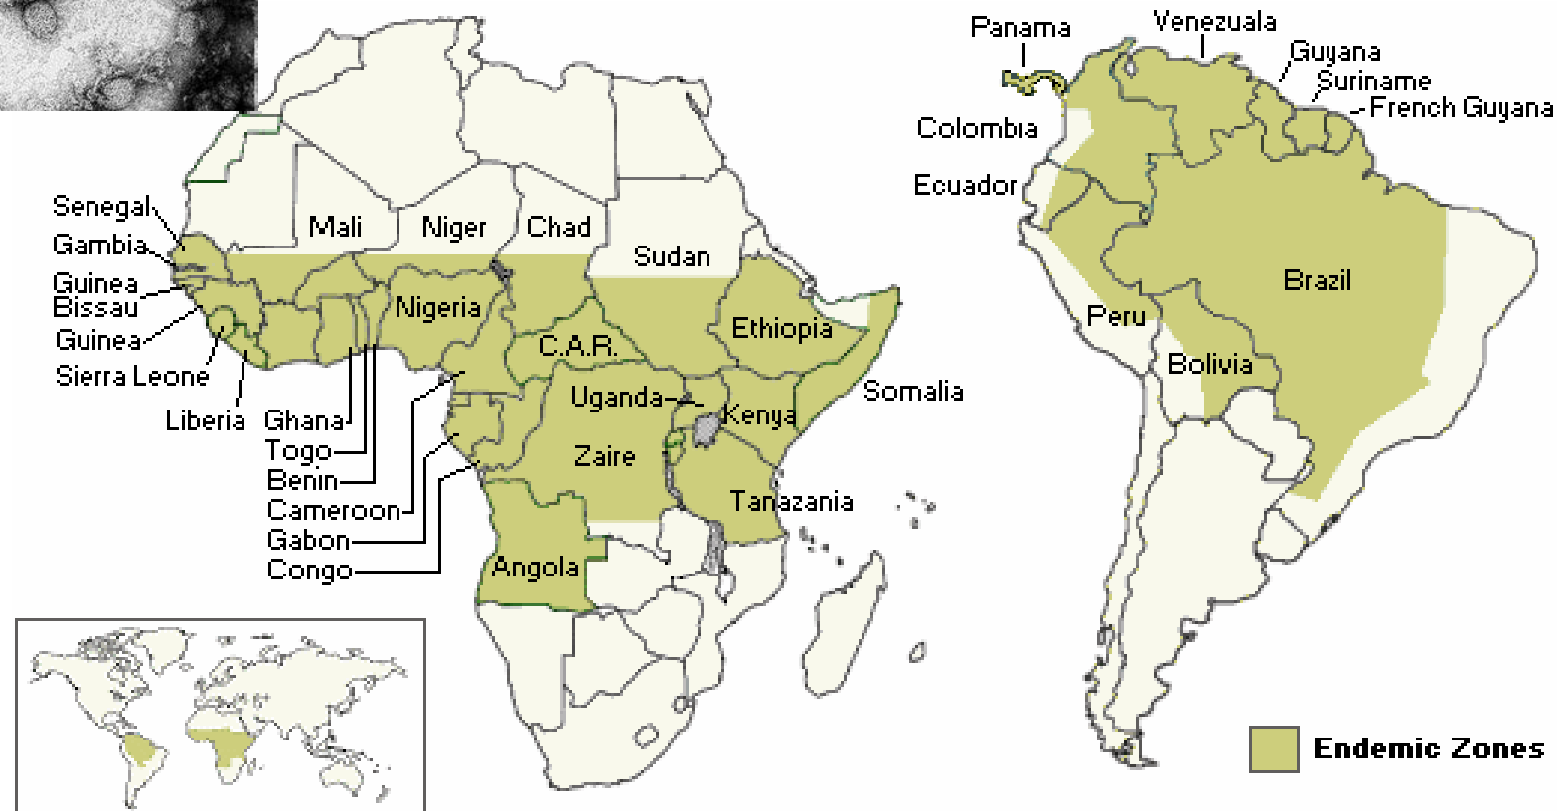 Panama
Venezuala
Guyana
Suriname
French Guyana
Colombia
Ecuador
Brazil
Peru
Bolivia
Senegal
Gambia
Guinea
Bissau
Guinea
Sierra Leone
Liberia
Ghana
Togo
Benin
Cameroon
Gabon
Congo
Mali
Niger
Chad
Sudan
Nigeria
Ethiopia
C.A.R.
Somalia
Uganda
Kenya
Zaire
Tanazania
Angola
Endemic Zones